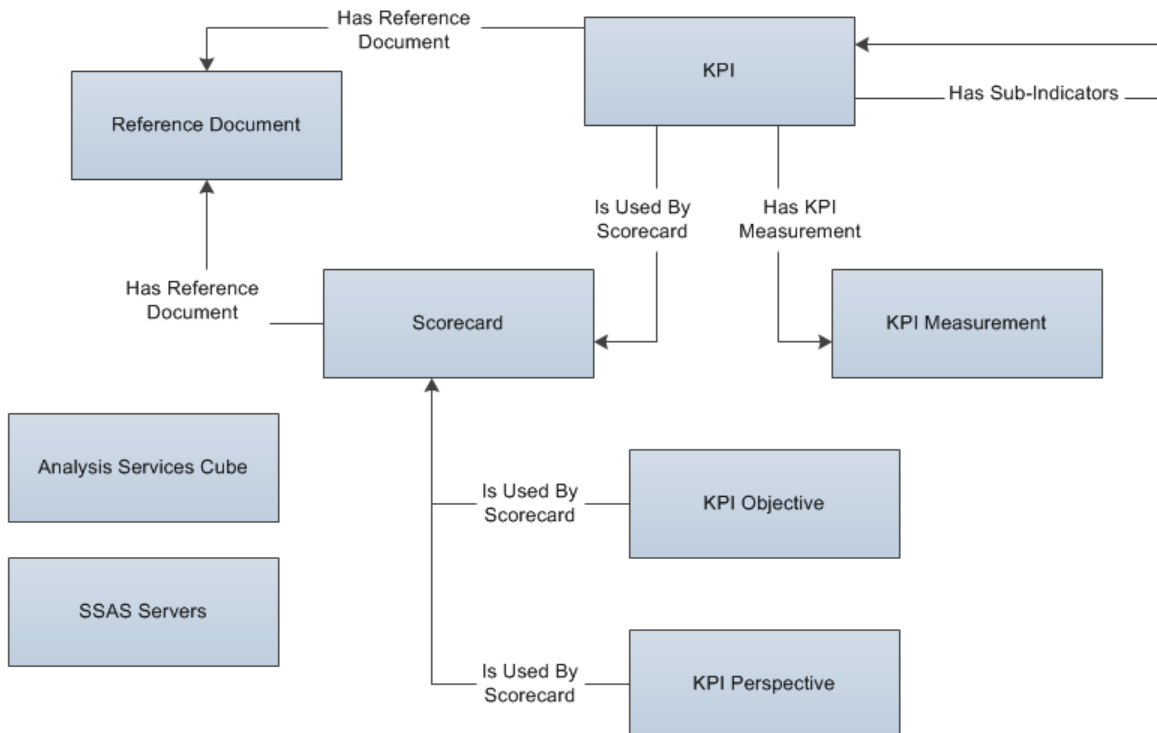 Has Reference
Document
KPI
Has Sub-Indicators
Reference Document
Is Used By
Scorecard
Has KPI
Measurement
Has Reference
Document
Scorecard
KPI Measurement
Analysis Services Cube
Is Used By
Scorecard
KPI Objective
SSAS Servers
Is Used By
Scorecard
KPI Perspective